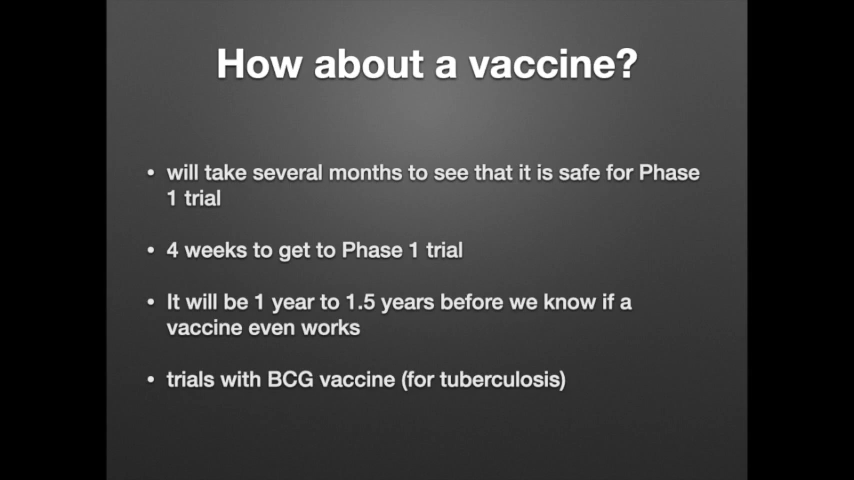 How about a vaccine?
• will take several months to see that it is safe for Phase
1 trial
• 4 weeks to get to Phase 1 trial
• It will be 1 year to 1.5 years before we know if a
vaccine even works
• trials with BCG vaccine (for tuberculosis)